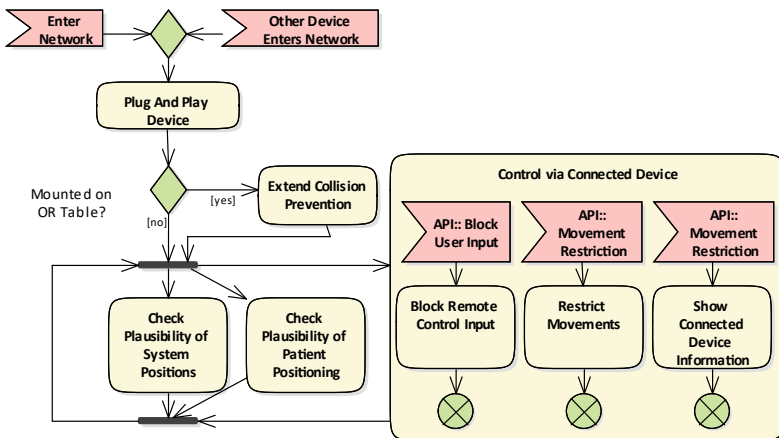 Enter
Network
Other Device
Enters Network
Plug And Play
Device
Mounted on
OR Table?
[no]
[yes]
Extend Collision
Prevention
Control via Connected Device
API:: Block
User Input
API::
Movement
Restriction
API::
Movement
Restriction
Check
Plausibility of
System
Positions
Check
Plausibility of
Patient
Positioning
Block Remote
Control Input
Restrict
Movements
Show
Connected
Device
Information